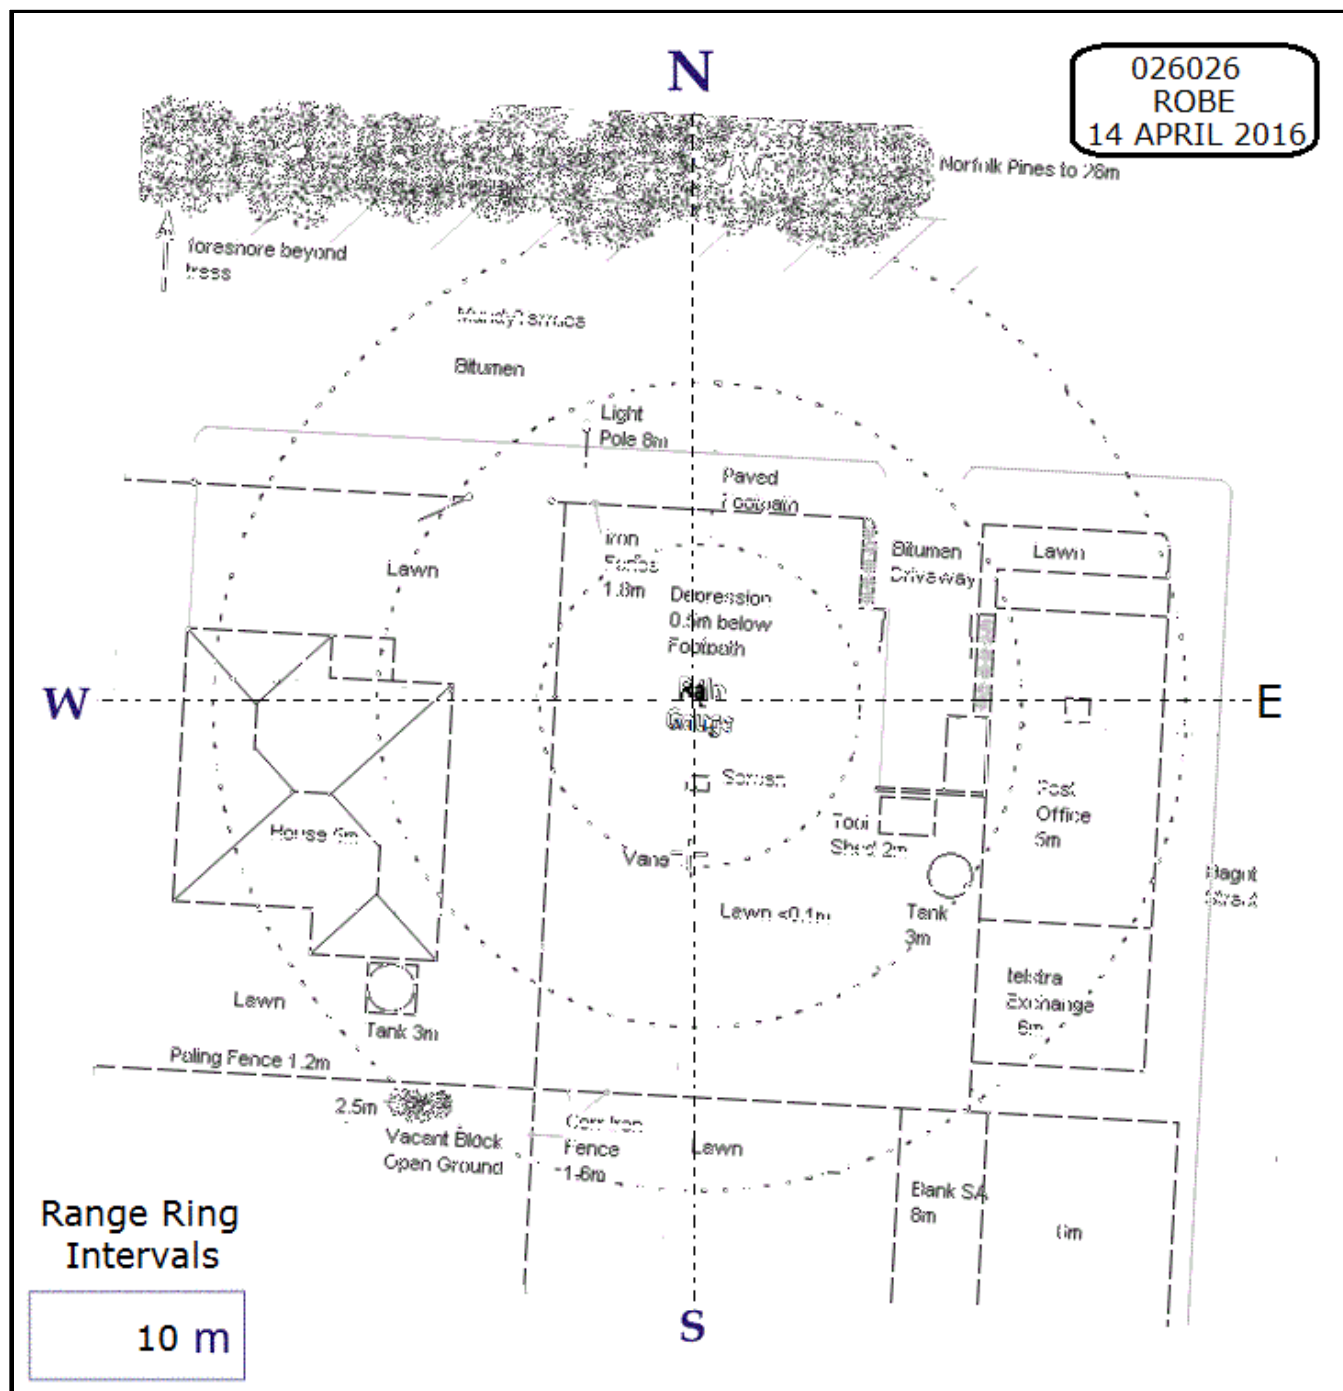 N
026026
ROBE
14 APRIL 2016
Norfolk Pines to 28m
foreshore beyond
trees
Bitumen
Light
Pole 8m
Paved
Footpath
Iron
Fence
1.8m
Lawn
Depression
0.5m below
Footpath
Bitumen
Driveway
Lawn
W
Rain
Gauge
E
Screen
House 5m
Tool
Shed 2m
Post
Office
5m
Vane
Lawn <0.1m
Tank
3m
Bagot
Street
Lawn
Tank 3m
Telstra
Exchange
6m
Paling Fence 1.2m
2.5m
Vacant Block
Open Ground
Corr Iron
Fence
1.6m
Lawn
Bank SA
8m
6m
Range Ring
Intervals
10 m
S